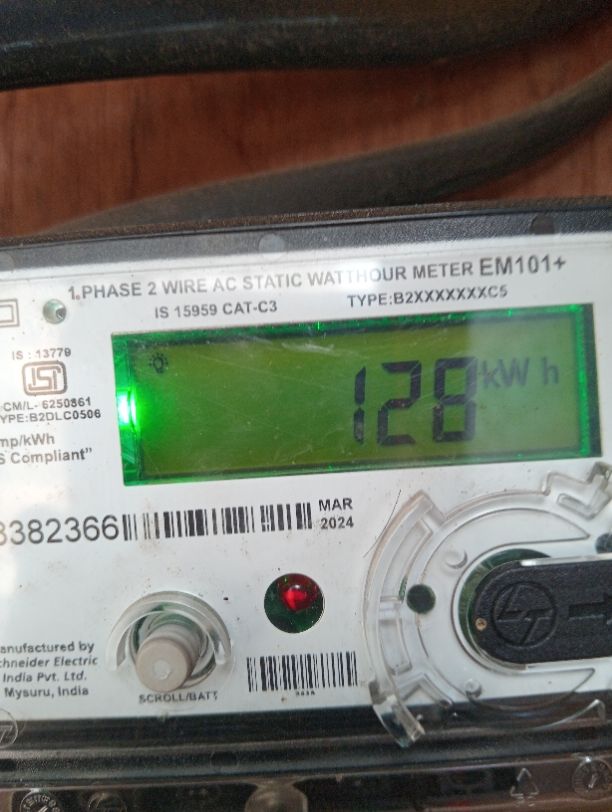 1.PHASE 2 WIRE AC STATIC WATTHOUR METER EM101+
IS 15959 CAT-C3
TYPE:B2XXXXXXXC5
IS : 13779
ISI
CM/L- 6250861
YPE:B2DLC0506
mp/kWh
S Compliant"
128 kW h
3382366
MAR
2024
anufactured by
chneider Electric
India Pvt. Ltd.
Mysuru, India
SCROLL/BATT
LT